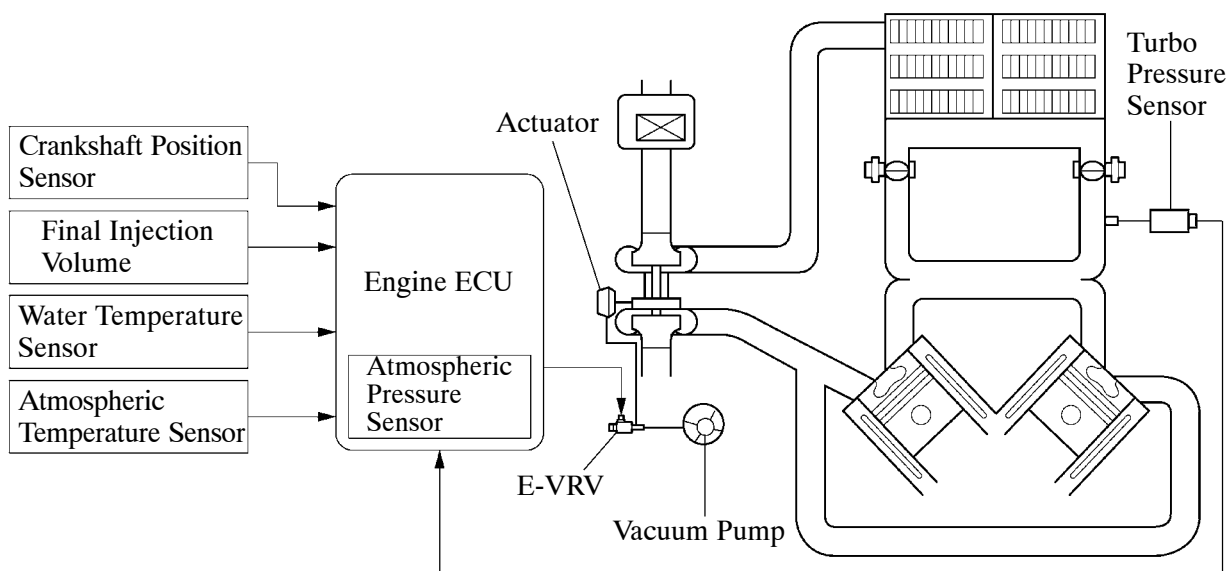 Crankshaft Position
Sensor
Final Injection
Volume
Water Temperature
Sensor
Atmospheric
Temperature Sensor
Engine ECU
Atmospheric
Pressure
Sensor
Actuator
E-VRV
Vacuum Pump
Turbo
Pressure
Sensor